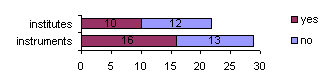 institutes 10 12 yes
instruments 16 13 no
0 5 10 15 20 25 30